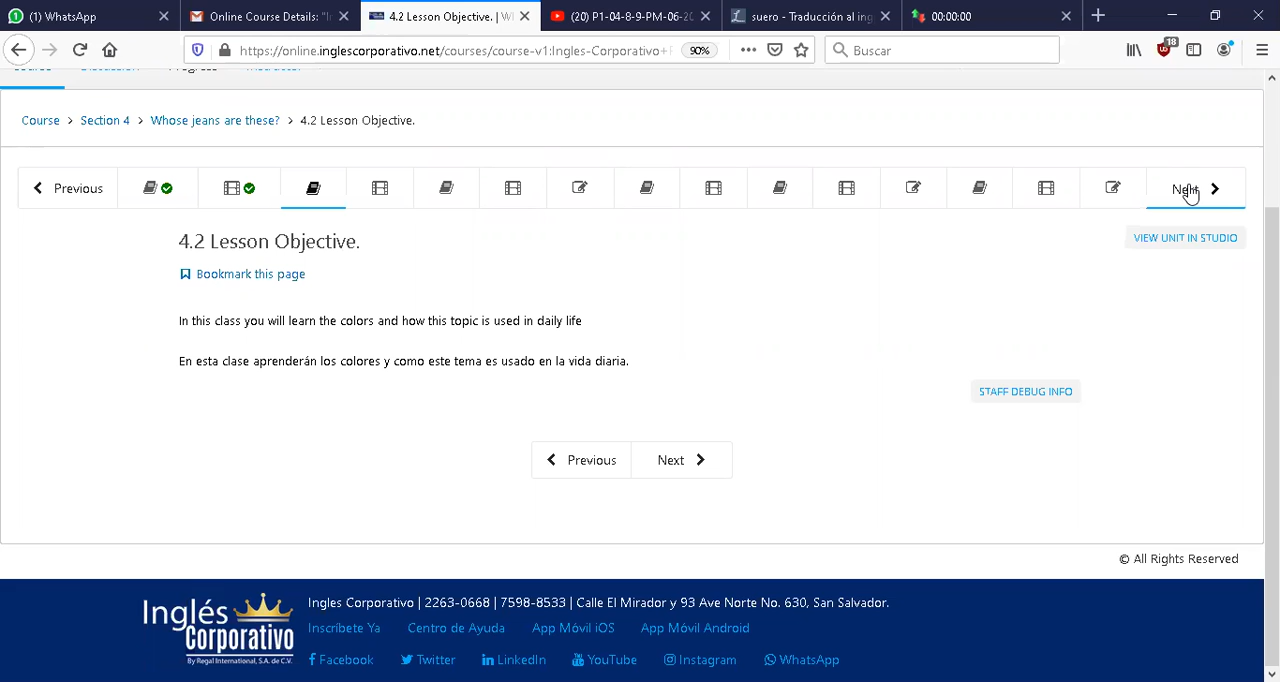 (1) WhatsApp
Online Course Details: "I
4.2 Lesson Objective. | W
(20) P1-04-8-9-PM-06-20
suero - Traducción al ing
00:00:00
https://online.inglescorporativo.net/courses/course-v1:Ingles-Corporativo+
90%
Buscar
18
Course > Section 4 > Whose jeans are these? > 4.2 Lesson Objective.
Previous
Next
4.2 Lesson Objective.
VIEW UNIT IN STUDIO
Bookmark this page
In this class you will learn the colors and how this topic is used in daily life
En esta clase aprenderán los colores y como este tema es usado en la vida diaria.
STAFF DEBUG INFO
Previous
Next
© All Rights Reserved
Inglés Corporativo
By Regal International, S.A. de C.V.
Ingles Corporativo | 2263-0668 | 7598-8533 | Calle El Mirador y 93 Ave Norte No. 630, San Salvador.
Inscríbete Ya Centro de Ayuda App Móvil iOS App Móvil Android
Facebook Twitter LinkedIn YouTube Instagram WhatsApp